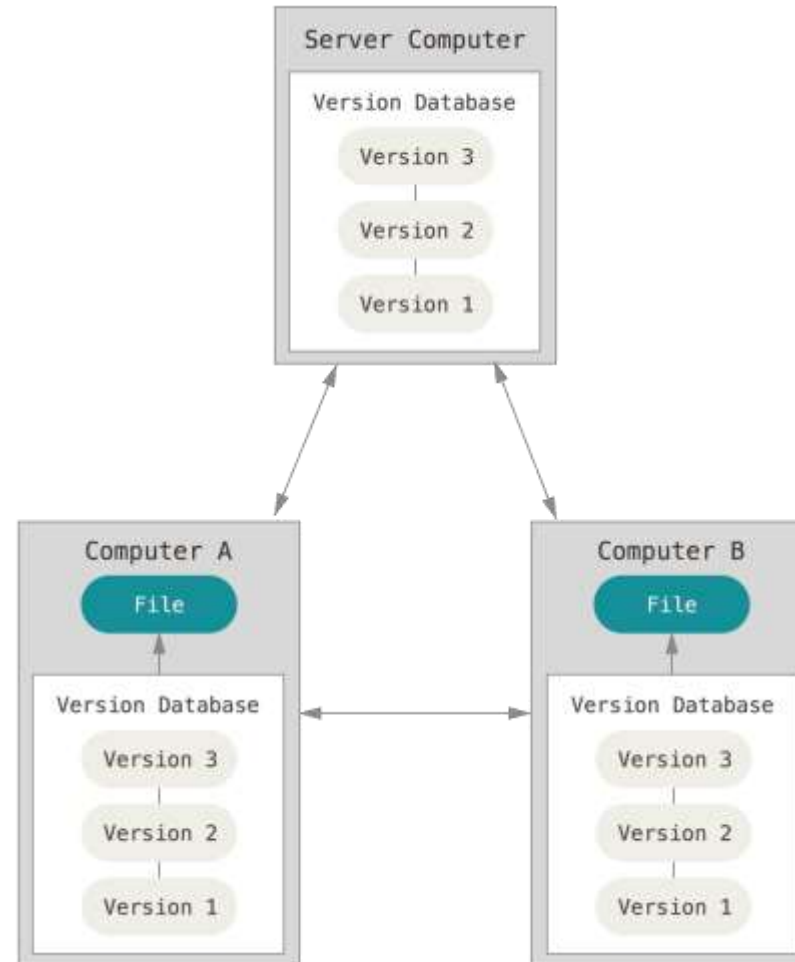 Server Computer
Version Database
Version 3
Version 2
Version 1
Computer A
File
Version Database
Version 3
Version 2
Version 1
Computer B
File
Version Database
Version 3
Version 2
Version 1